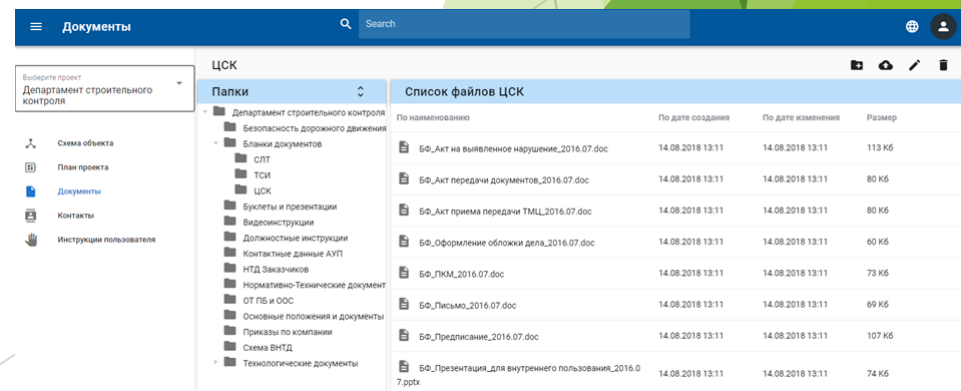 Документы
Search
Выберите проект
Департамент строительного
контроля
Схема объекта
План проекта
Документы
Контакты
Инструкции пользователя
ЦСК
Папки
Департамент строительного контроля
Безопасность дорожного движения
Бланки документов
СЛТ
ТСИ
ЦСК
Буклеты и презентации
Видеоинструкции
Должностные инструкции
Контактные данные АУП
НТД Заказчиков
Нормативно-Технические документ
ОТ ПБ и ООС
Основные положения и документы
Приказы по компании
Схема ВНТД
Технологические документы
Список файлов ЦСК
По наименованию По дате создания По дате изменения Размер
БФ_Акт на выявленное нарушение_2016.07.doc 14.08.2018 13:11 14.08.2018 13:11 113 Кб
БФ_Акт передачи документов_2016.07.doc 14.08.2018 13:11 14.08.2018 13:11 80 Кб
БФ_Акт приема передачи ТМЦ_2016.07.doc 14.08.2018 13:11 14.08.2018 13:11 80 Кб
БФ_Оформление обложки дела_2016.07.doc 14.08.2018 13:11 14.08.2018 13:11 60 Кб
БФ_ПКМ_2016.07.doc 14.08.2018 13:11 14.08.2018 13:11 73 Кб
БФ_Письмо_2016.07.doc 14.08.2018 13:11 14.08.2018 13:11 69 Кб
БФ_Предписание_2016.07.doc 14.08.2018 13:11 14.08.2018 13:11 107 Кб
БФ_Презентация_для внутреннего пользования_2016.0
7.pptx 14.08.2018 13:11 14.08.2018 13:11 74 Кб